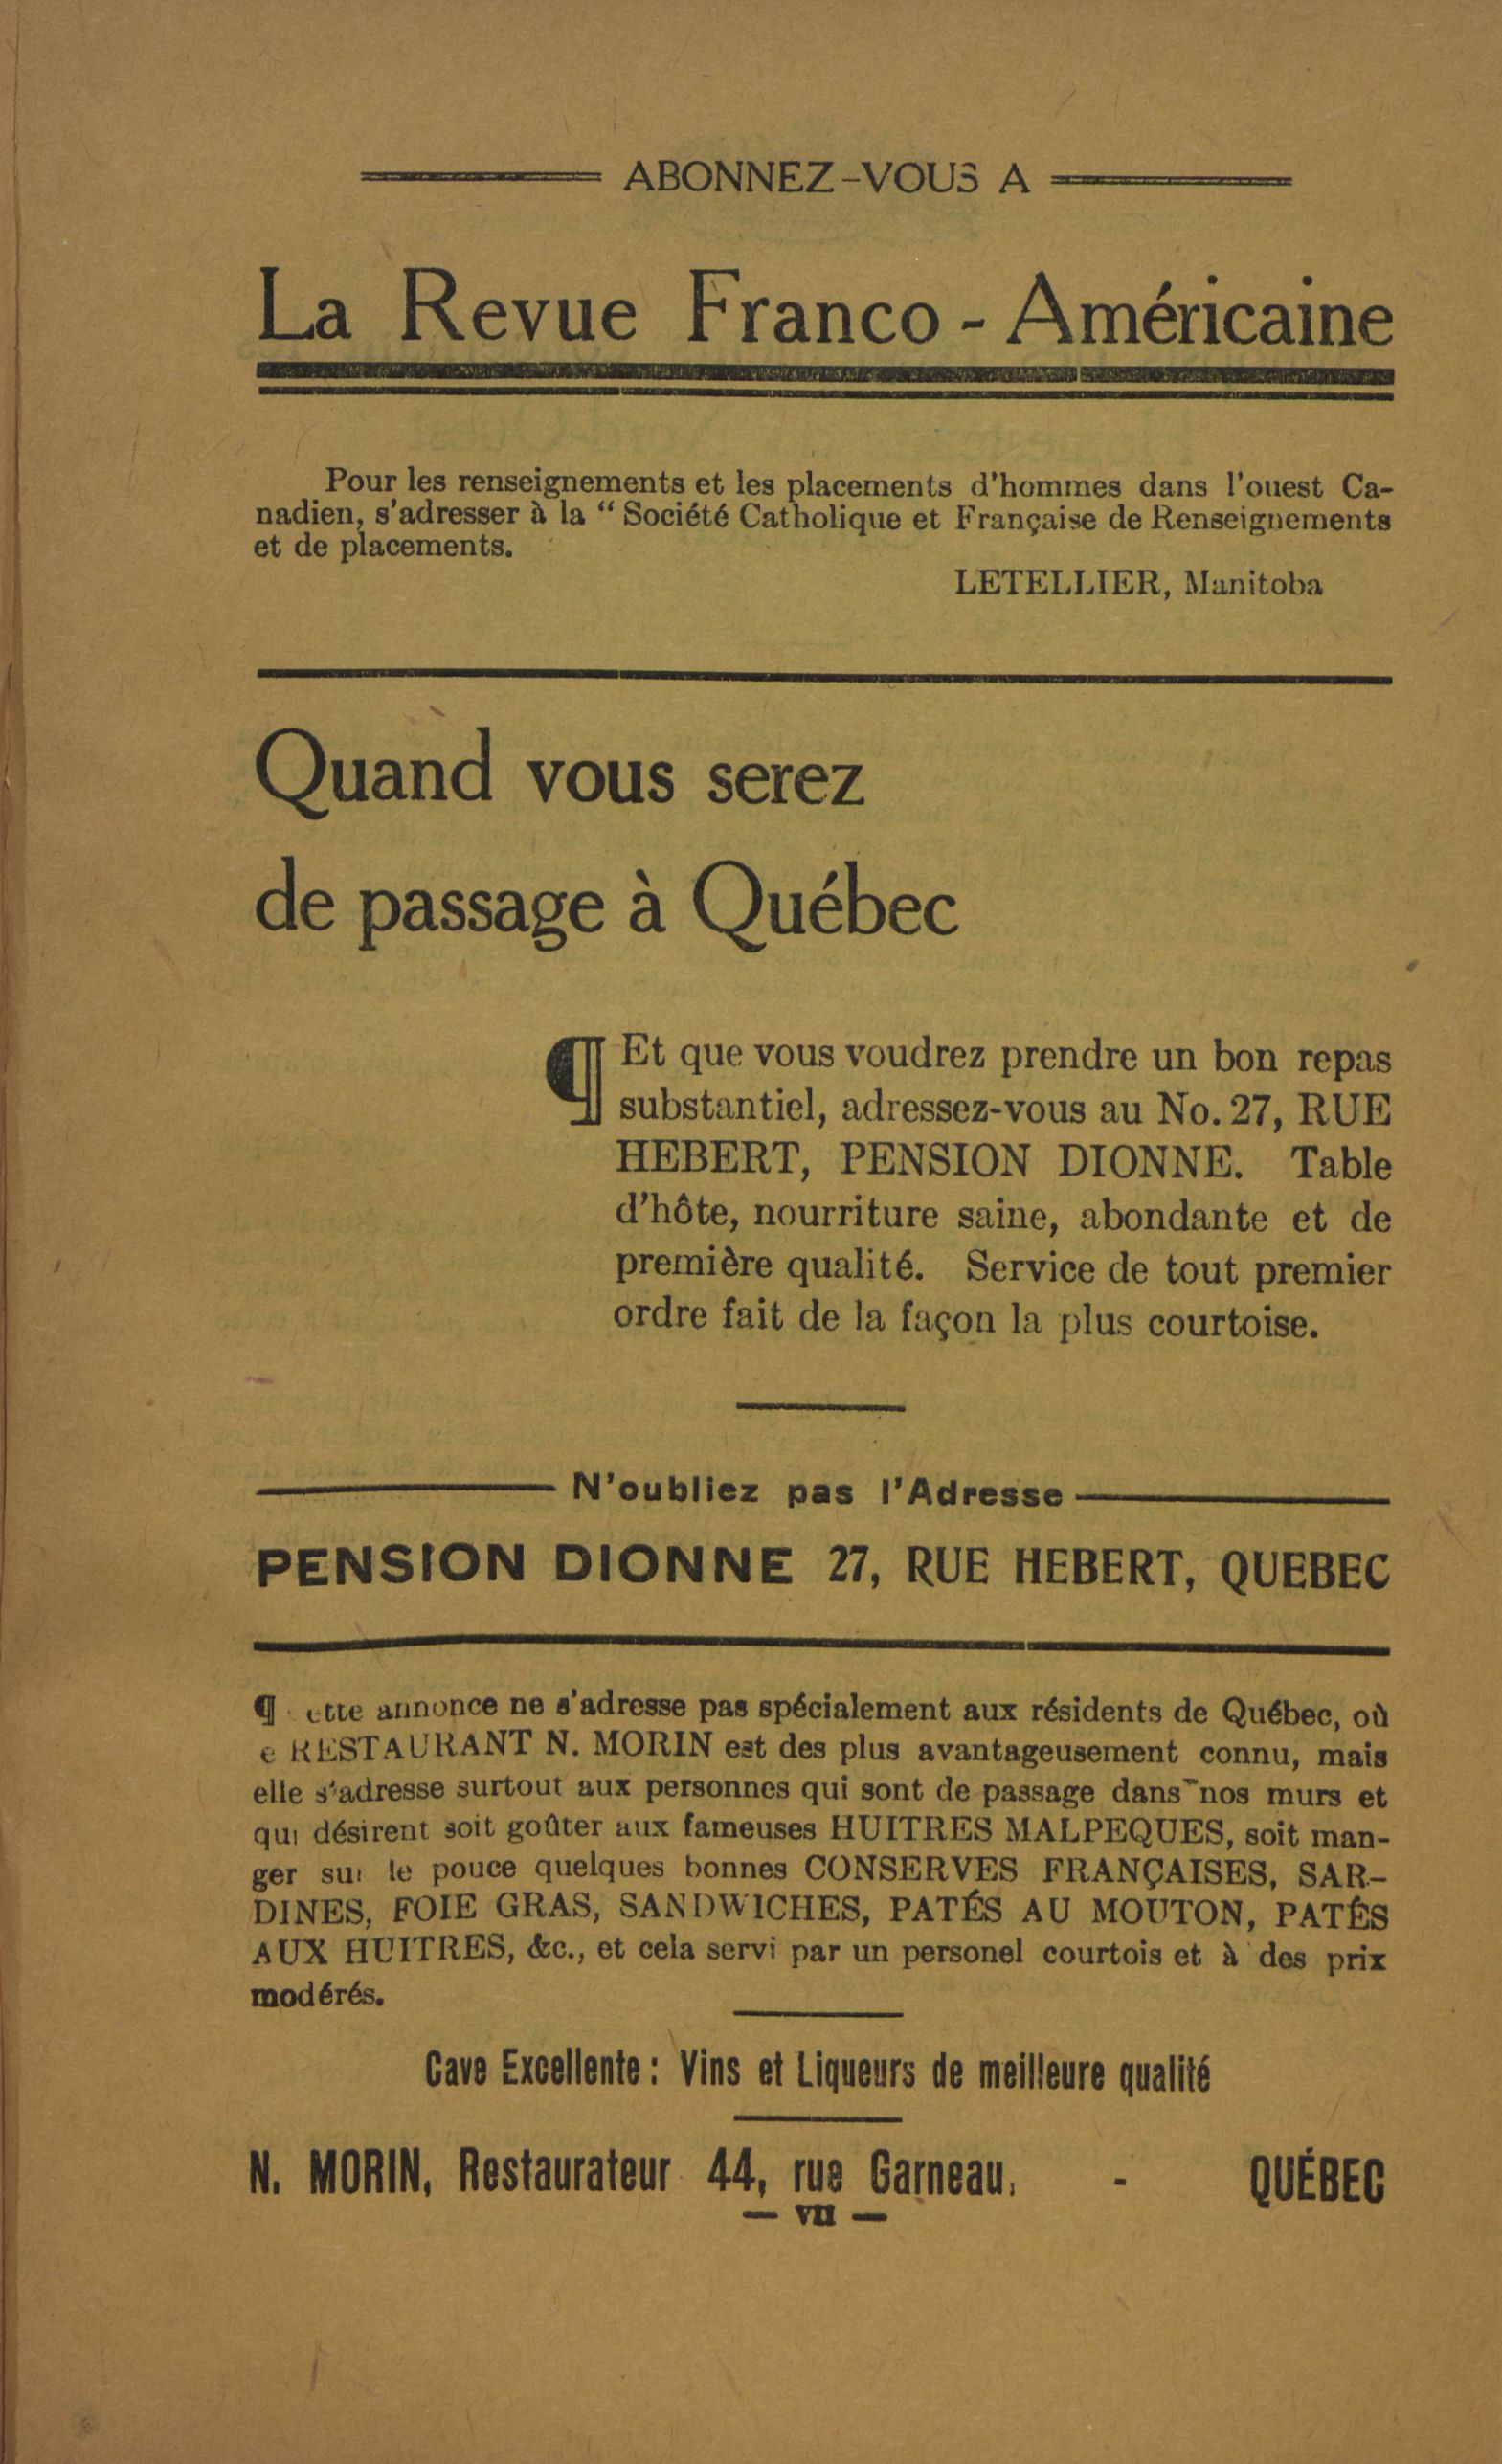 ABONNEZ-VOUS A
La Revue Franco-Américaine
Pour les renseignements et les placements d'hommes dans l'ouest Ca-
nadien, s'adresser à la “ Société Catholique et Française de Renseignements
et de placements.
LETELLIER, Manitoba
Quand vous serez
de passage à Québec
¶ Et que vous voudrez prendre un bon repas
substantiel, adressez-vous au No. 27, RUE
HEBERT, PENSION DIONNE. Table
d'hôte, nourriture saine, abondante et de
première qualité. Service de tout premier
ordre fait de la façon la plus courtoise.
N'oubliez pas l'Adresse
PENSION DIONNE 27, RUE HEBERT, QUEBEC
¶ ette annonce ne s'adresse pas spécialement aux résidents de Québec, où
e RESTAURANT N. MORIN est des plus avantageusement connu, mais
elle s'adresse surtout aux personnes qui sont de passage dans nos murs et
qui désirent soit goûter aux fameuses HUITRES MALPEQUES, soit man-
ger sur le pouce quelques bonnes CONSERVES FRANÇAISES, SAR-
DINES, FOIE GRAS, SANDWICHES, PATÉS AU MOUTON, PATÉS
AUX HUITRES, &c., et cela servi par un personel courtois et à des prix
modérés.
Cave Excellente : Vins et Liqueurs de meilleure qualité
N. MORIN, Restaurateur 44, rue Garneau, - QUÉBEC
— VII —